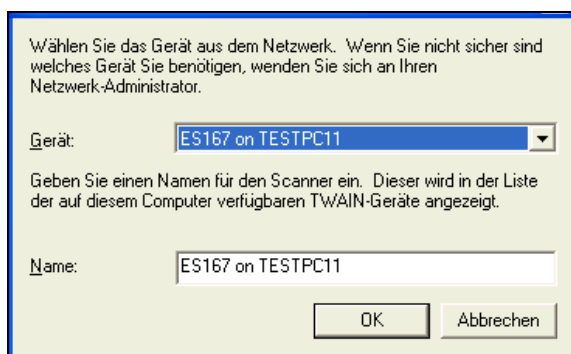 Wählen Sie das Gerät aus dem Netzwerk. Wenn Sie nicht sicher sind
welches Gerät Sie benötigen, wenden Sie sich an Ihren
Netzwerk-Administrator.
Gerät: ES167 on TESTPC11
Geben Sie einen Namen für den Scanner ein. Dieser wird in der Liste
der auf diesem Computer verfügbaren TWAIN-Geräte angezeigt.
Name: ES167 on TESTPC11
OK Abbrechen